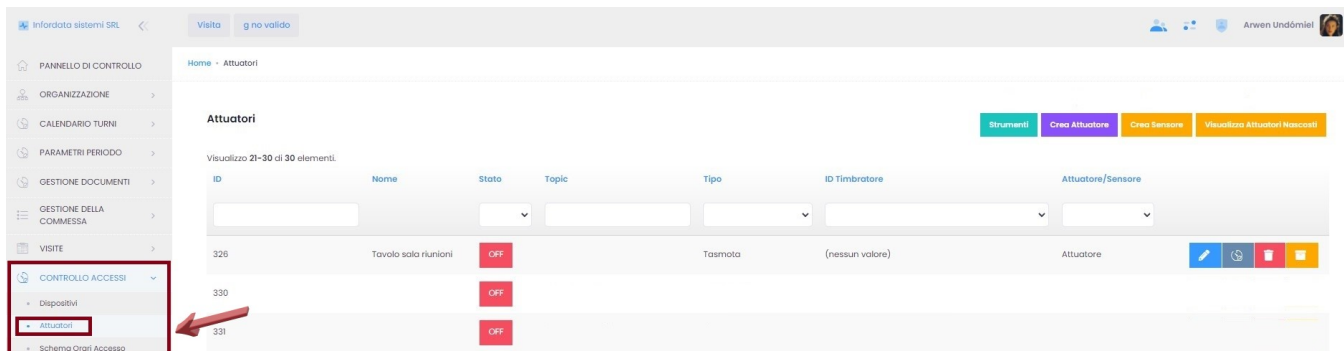 Infordata sistemi SRL
Visita g no valido
Arwen Undómiel
PANNELLO DI CONTROLLO
ORGANIZZAZIONE
CALENDARIO TURNI
PARAMETRI PERIODO
GESTIONE DOCUMENTI
GESTIONE DELLA
COMMESSA
VISITE
CONTROLLO ACCESSI
Dispositivi
Attuatori
Schema Orari Accesso
Home - Attuatori
Attuatori
Strumenti Crea Attuatore Crea Sensore Visualizza Attuatori Nascosti
Visualizzo 21-30 di 30 elementi.
ID Nome Stato Topic Tipo ID Timbratore Attuatore/Sensore
326 Tavolo sala riunioni OFF Tasmota (nessun valore) Attuatore
330 OFF
331 OFF